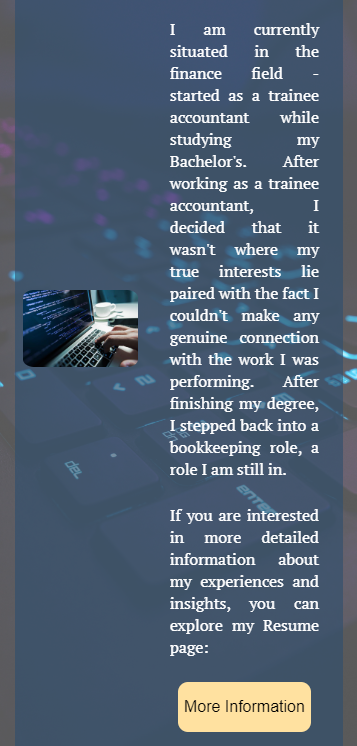 I am currently
situated in the
finance field -
started as a trainee
accountant while
studying my
Bachelor's. After
working as a trainee
accountant, I
decided that it
wasn't where my
true interests lie
paired with the fact I
couldn't make any
genuine connection
with the work I was
performing. After
finishing my degree,
I stepped back into a
bookkeeping role, a
role I am still in.
If you are interested
in more detailed
information about
my experiences and
insights, you can
explore my Resume
page:
More Information